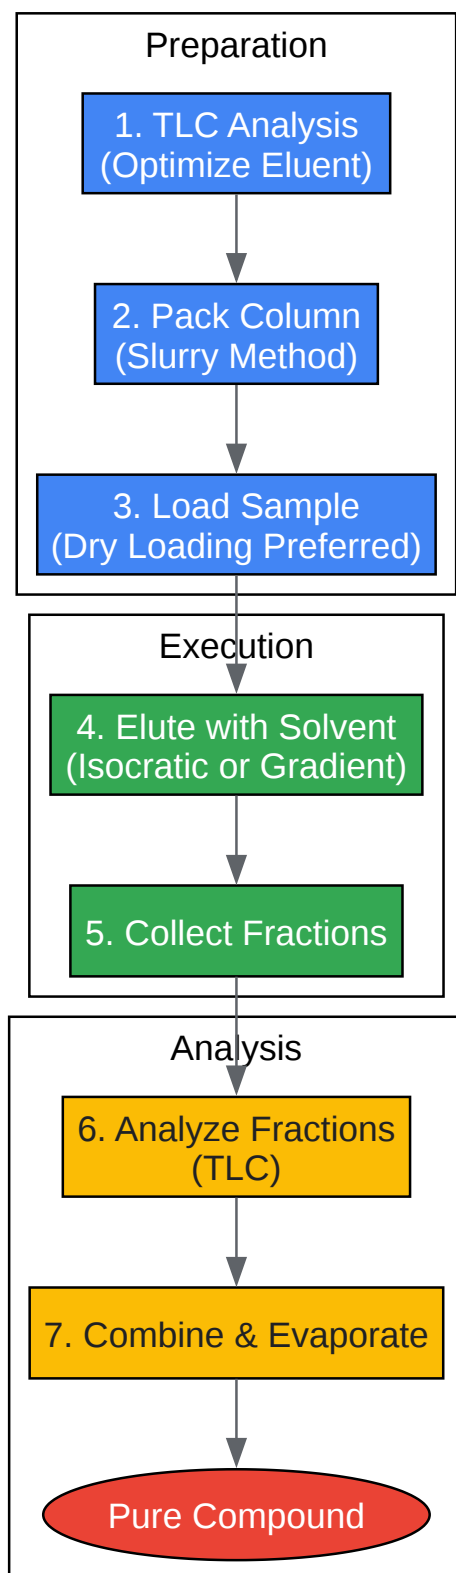 Preparation
1. TLC Analysis
(Optimize Eluent)
2. Pack Column
(Slurry Method)
3. Load Sample
(Dry Loading Preferred)
Execution
4. Elute with Solvent
(Isocratic or Gradient)
5. Collect Fractions
Analysis
6. Analyze Fractions
(TLC)
7. Combine & Evaporate
Pure Compound